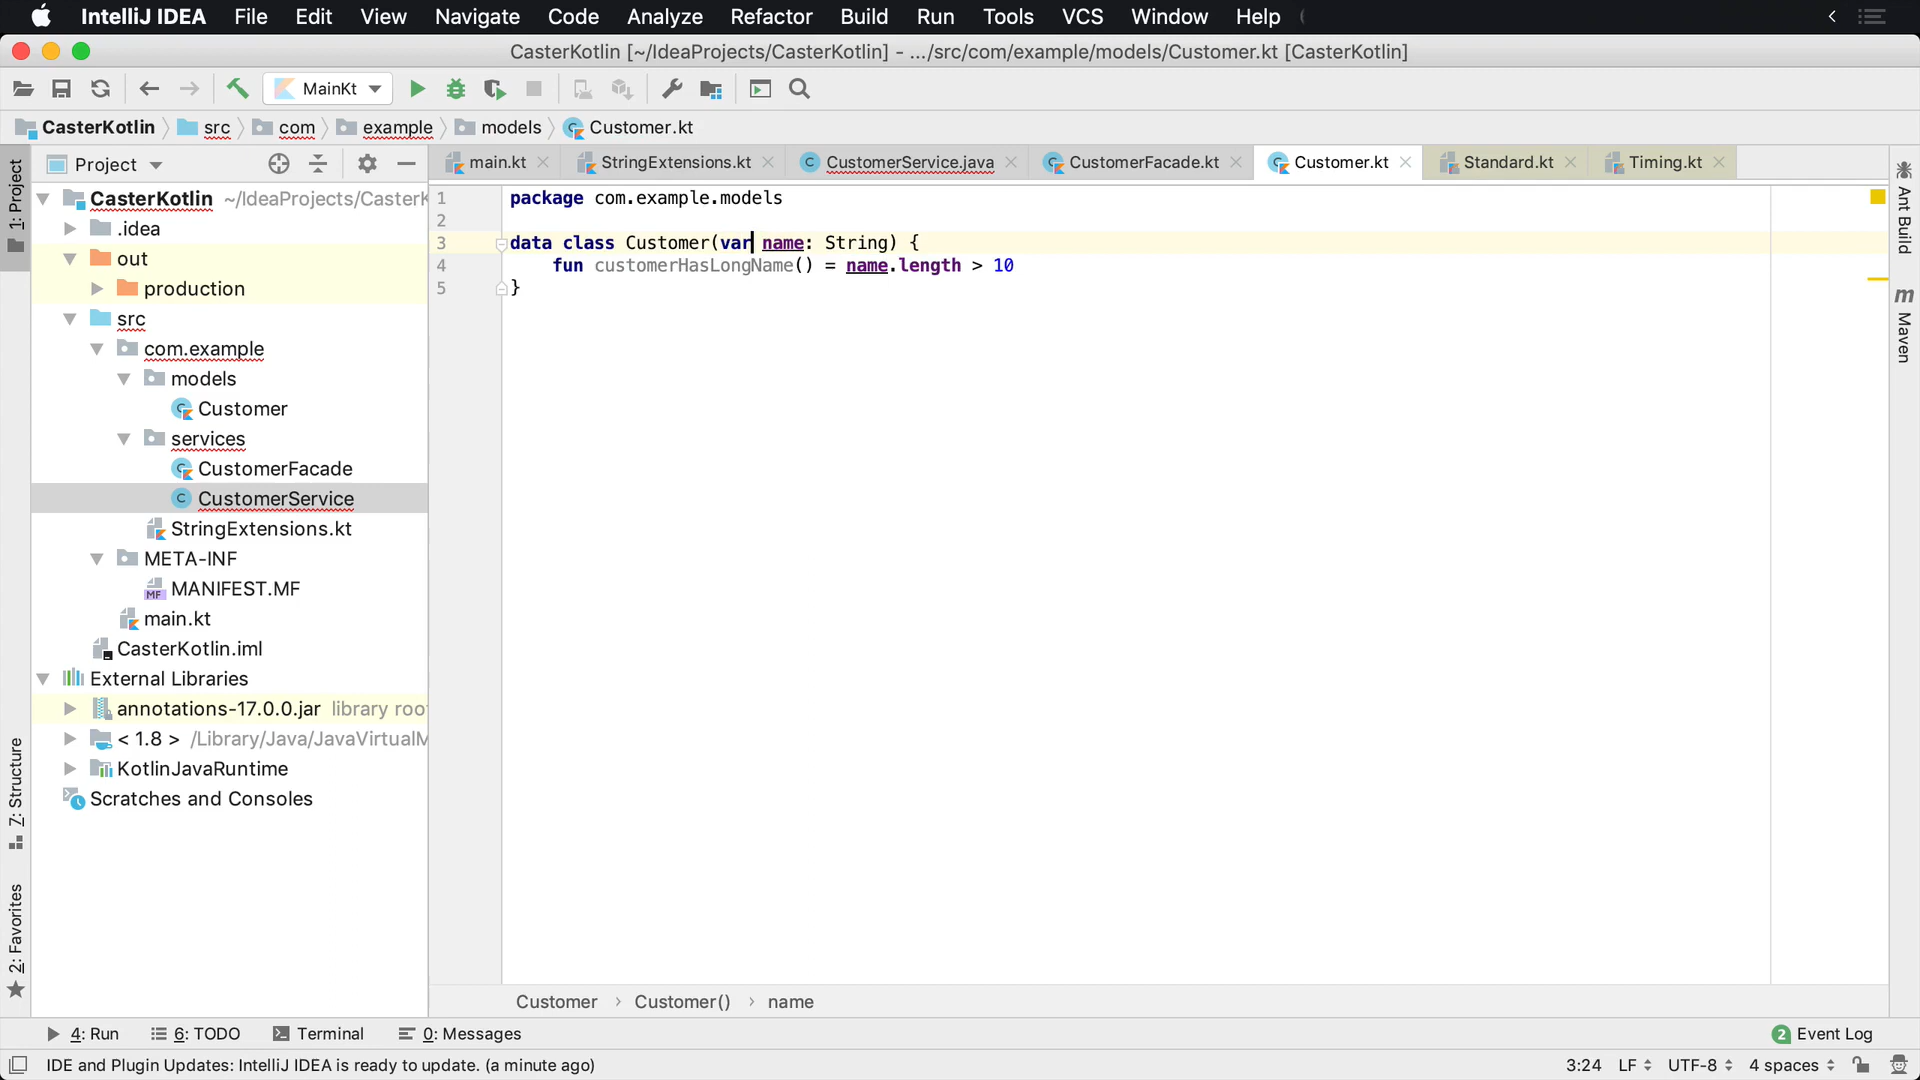 IntelliJ IDEA File Edit View Navigate Code Analyze Refactor Build Run Tools VCS Window Help
CasterKotlin [~/IdeaProjects/CasterKotlin] - .../src/com/example/models/Customer.kt [CasterKotlin]
MainKt
CasterKotlin src com example models Customer.kt
Project
main.kt StringExtensions.kt CustomerService.java CustomerFacade.kt Customer.kt Standard.kt Timing.kt
1: Project
Z: Structure
2: Favorites
CasterKotlin ~/IdeaProjects/CasterK
.idea
out
production
src
com.example
models
Customer
services
CustomerFacade
CustomerService
StringExtensions.kt
META-INF
MF MANIFEST.MF
main.kt
CasterKotlin.iml
External Libraries
annotations-17.0.0.jar library roo
< 1.8 > /Library/Java/JavaVirtualM
KotlinJavaRuntime
Scratches and Consoles
1 package com.example.models
2
3 data class Customer(var name: String) {
4 fun customerHasLongName() = name.length > 10
5 }
Ant Build
m Maven
Customer > Customer() > name
4: Run 6: TODO Terminal 0: Messages 2 Event Log
IDE and Plugin Updates: IntelliJ IDEA is ready to update. (a minute ago) 3:24 LF UTF-8 4 spaces